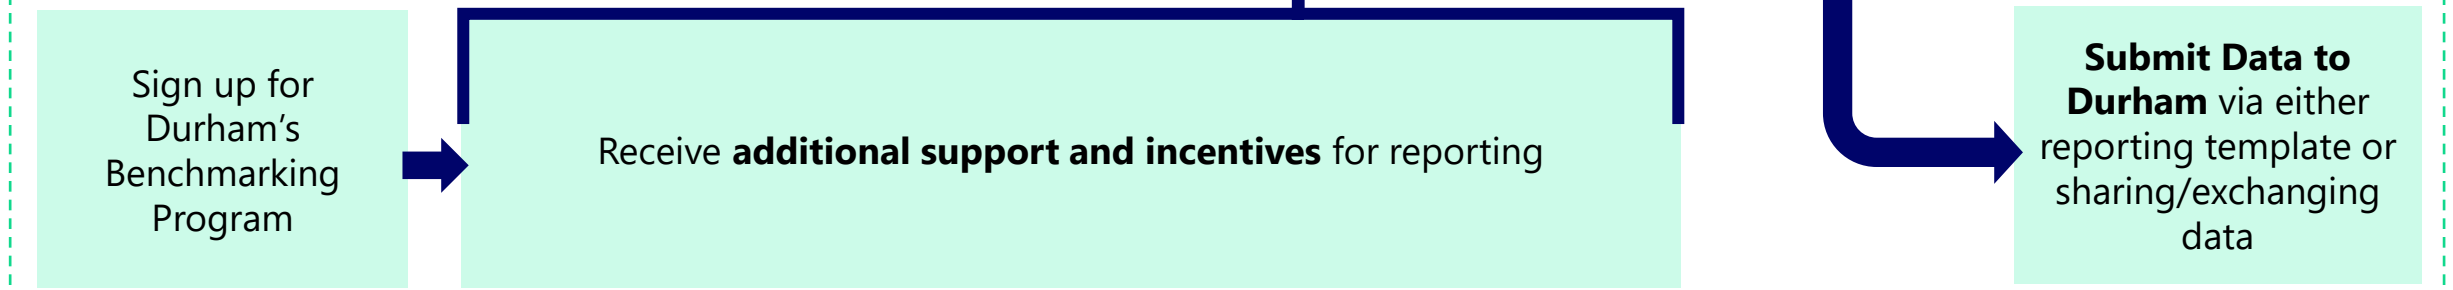 Sign up for
Durham’s
Benchmarking
Program
Receive additional support and incentives for reporting
Submit Data to
Durham via either
reporting template or
sharing/exchanging
data